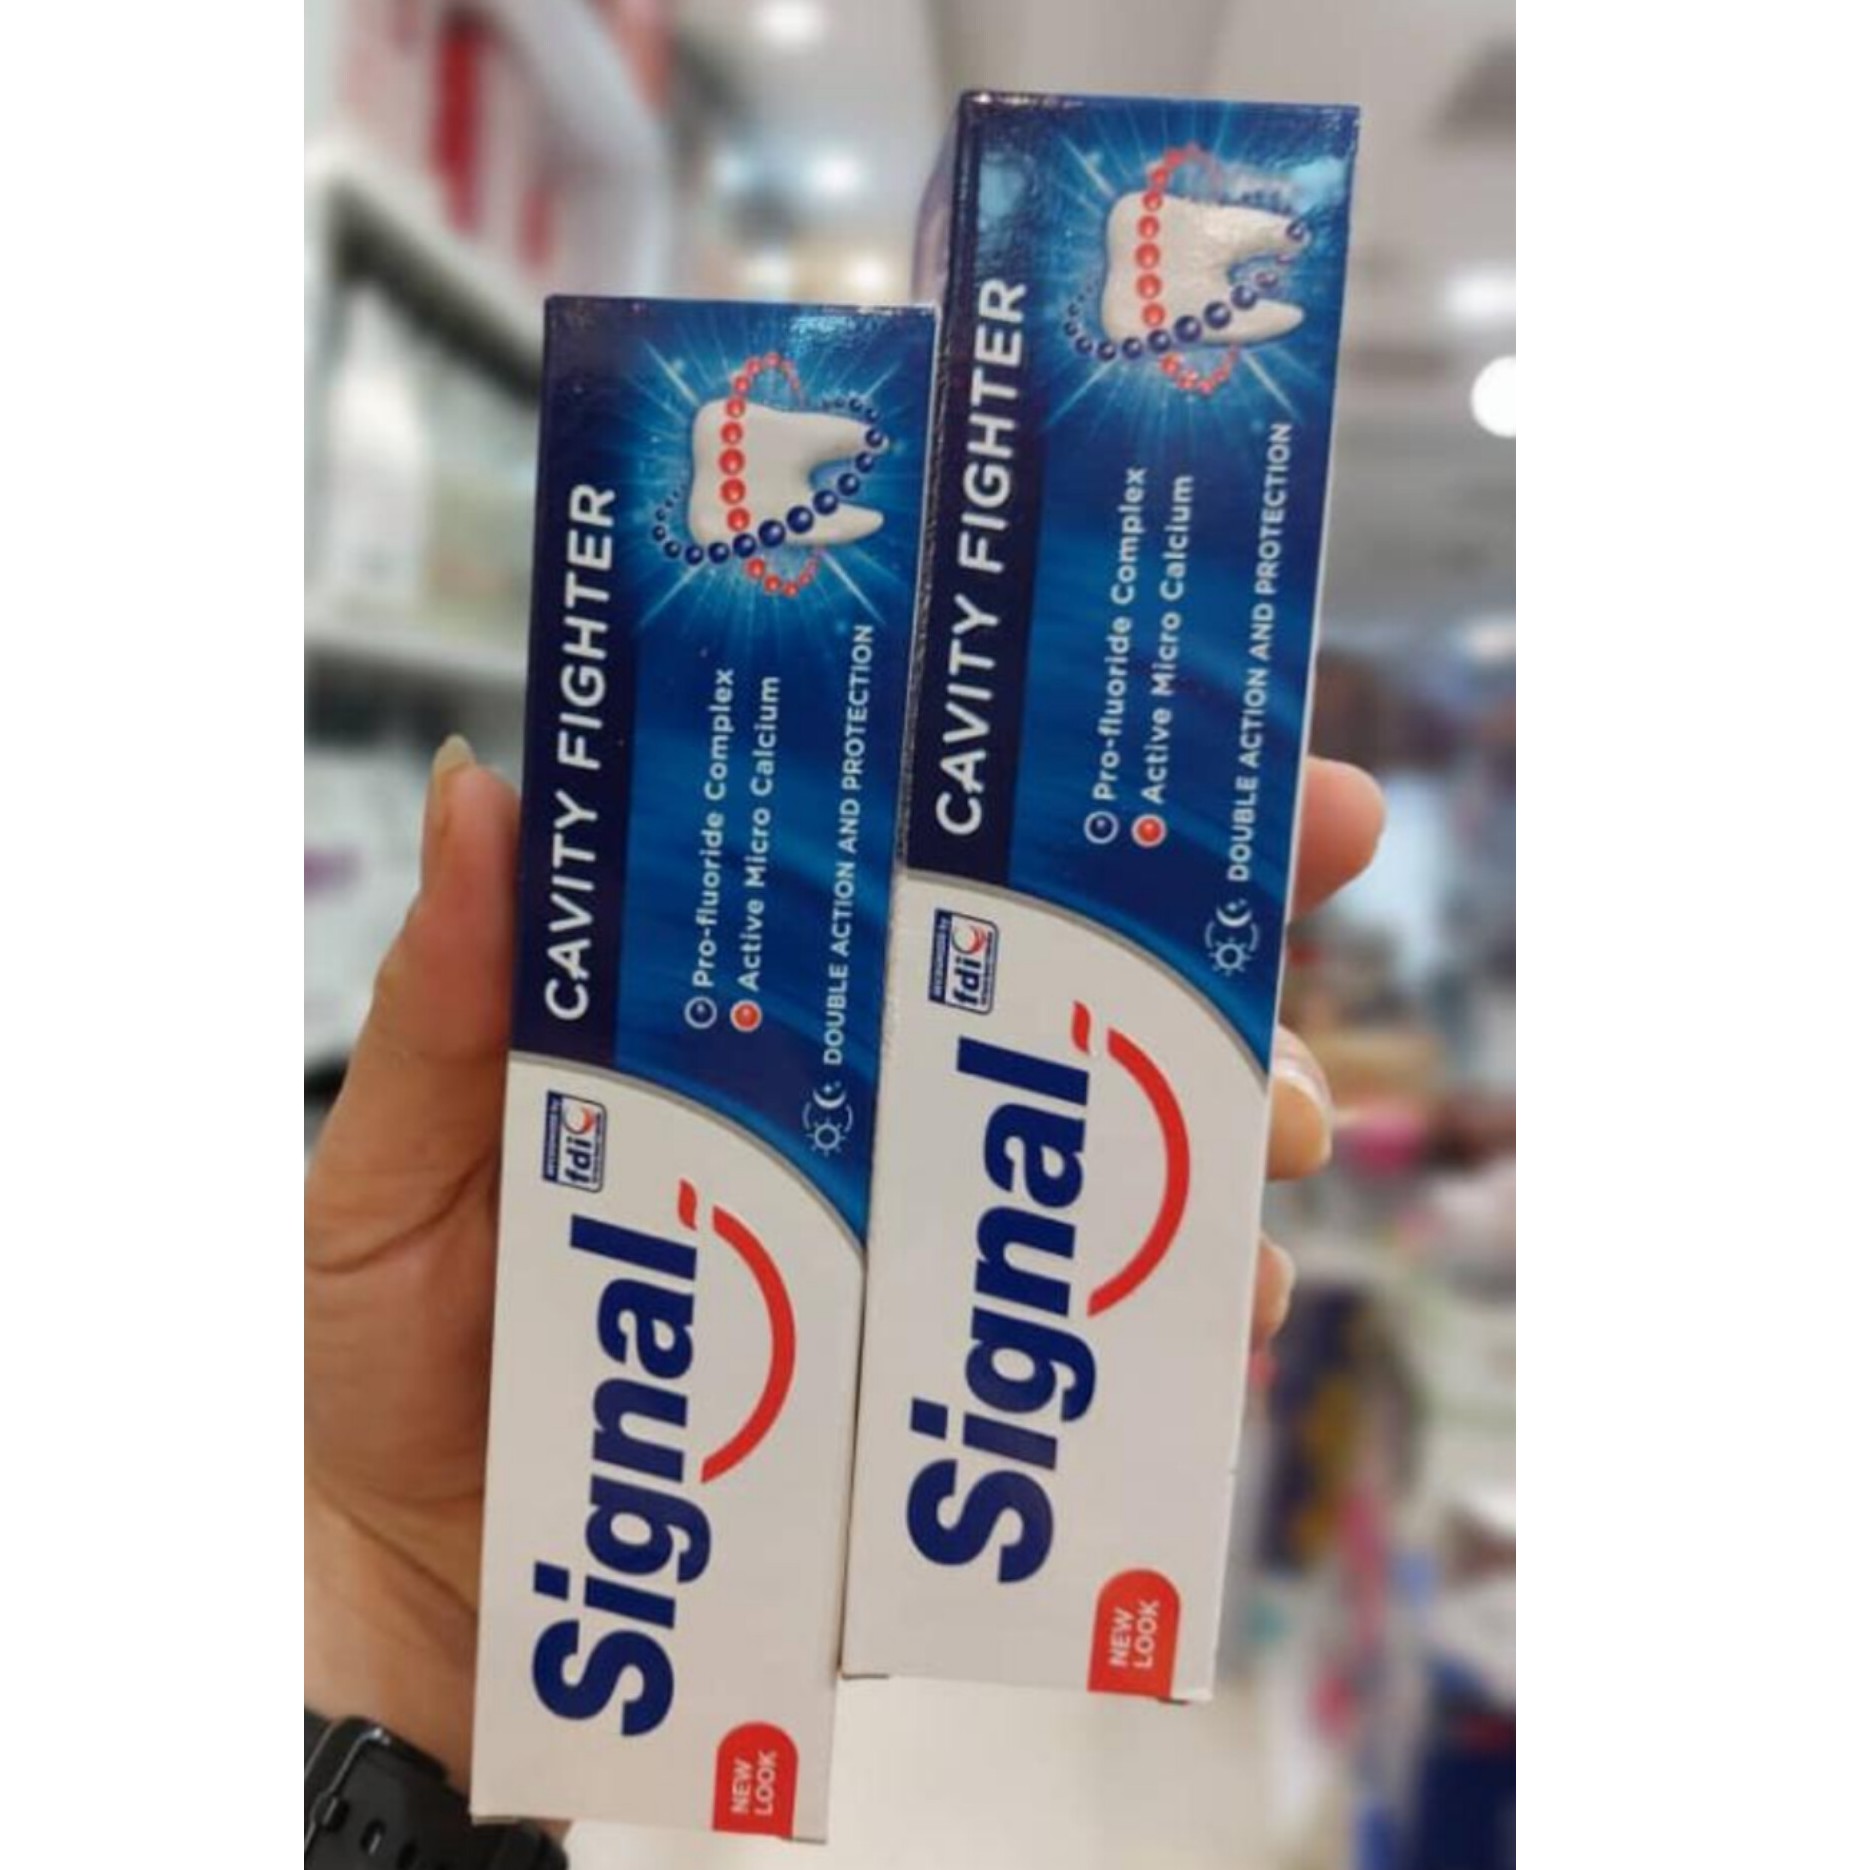 Signal
NEW
LOOK
fdi
CAVITY FIGHTER
Pro-fluoride Complex
Active Micro Calcium
DOUBLE ACTION AND PROTECTION
Signal
NEW
LOOK
fdi
CAVITY FIGHTER
Pro-fluoride Complex
Active Micro Calcium
DOUBLE ACTION AND PROTECTION